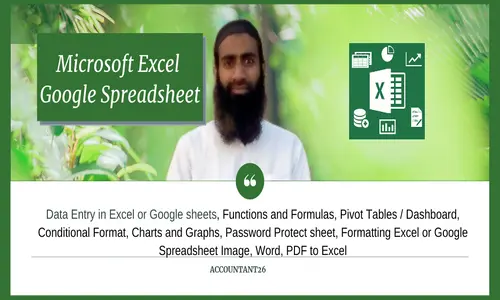 Microsoft Excel
Google Spreadsheet
X
Data Entry in Excel or Google sheets, Functions and Formulas, Pivot Tables / Dashboard,
Conditional Format, Charts and Graphs, Password Protect sheet, Formatting Excel or Google
Spreadsheet Image, Word, PDF to Excel
ACCOUNTANT26